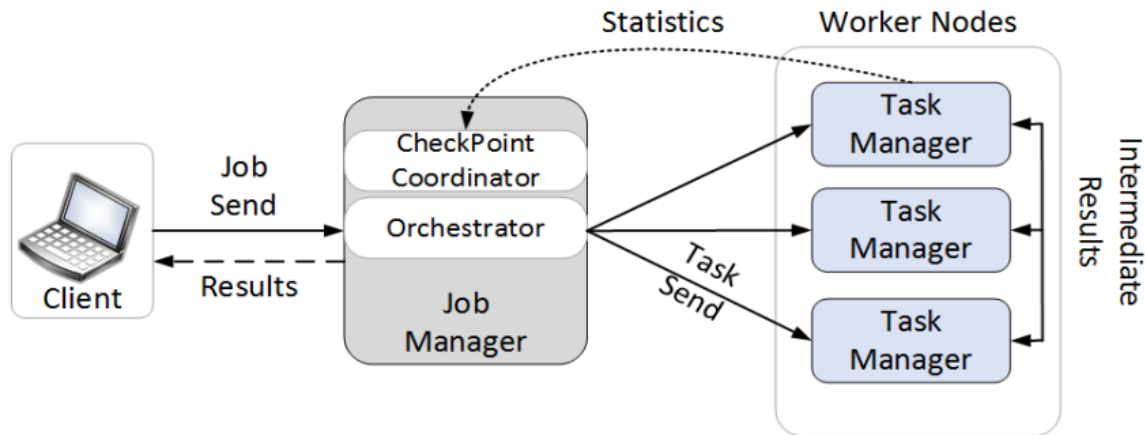 Statistics
Worker Nodes
Client
Job
Send
Results
CheckPoint
Coordinator
Orchestrator
Job
Manager
Task
Send
Task
Manager
Task
Manager
Task
Manager
Intermediate
Results